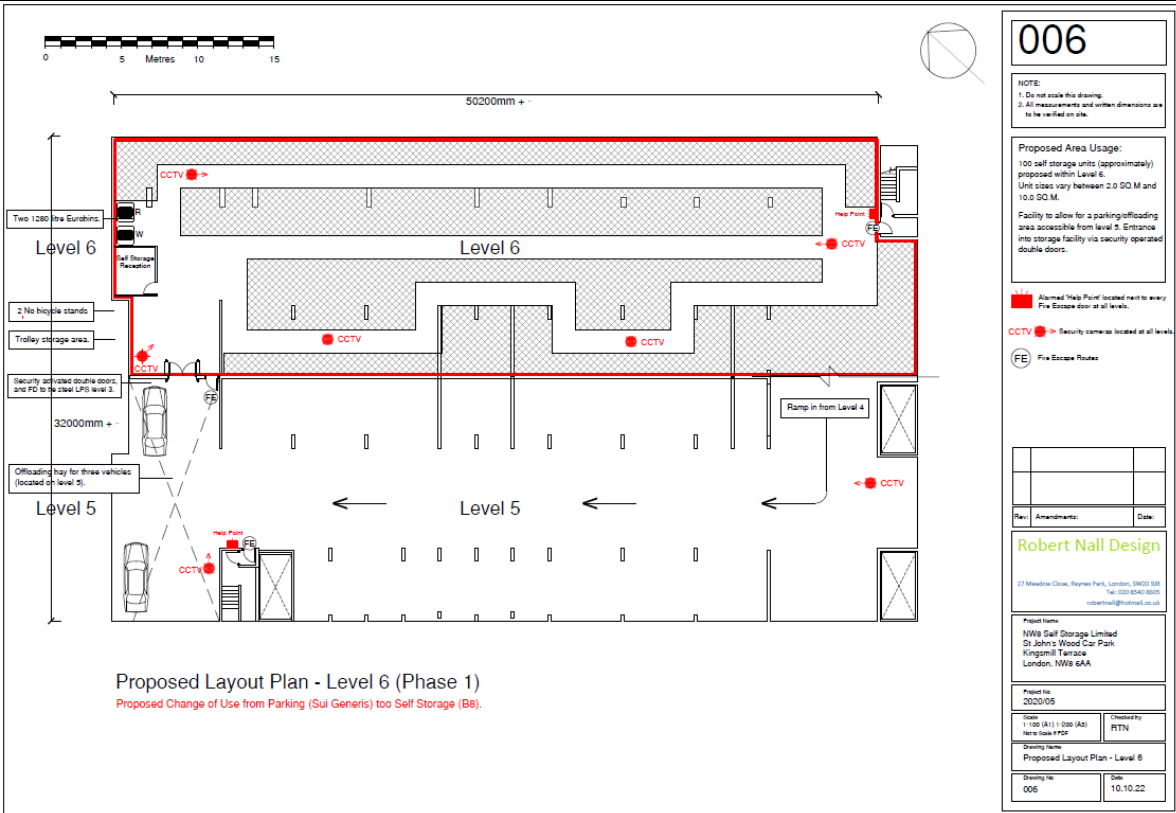 0 5 Metres 10 15
50200mm + -
006
NOTE:
1. Do not scale this drawing.
2. All measurements and written dimensions are
to be verified on site.
Proposed Area Usage:
100 self storage units (approximately)
proposed within Level 6.
Unit sizes vary between 2.0 SQ.M and
10.0 SQ.M.
Facility to allow for a parking/offloading
area accessible from level 5. Entrance
into storage facility via security operated
double doors.
Alarmed 'Help Point' located next to every
Fire Escape door at all levels.
CCTV Security cameras located at all levels.
FE Fire Escape Routes
CCTV
Two 1280 litre Eurobins.
R
W
Level 6
Self Storage
Reception
Level 6
Help Point
FE
CCTV
2 No bicycle stands
Trolley storage area.
CCTV
CCTV
CCTV
Security activated double doors,
and FD to be steel LPS level 3.
FE
32000mm + -
Ramp in from Level 4
Offloading bay for three vehicles
(located on level 5).
CCTV
Level 5
Level 5
Help Point
FE
CCTV
Proposed Layout Plan - Level 6 (Phase 1)
Proposed Change of Use from Parking (Sui Generis) too Self Storage (B8).
Rev: Amendments: Date:
Robert Nall Design
27 Meadow Close, Raynes Park, London, SW20
Tel: 020 8540 8605
robertnall@hotmail.co.uk
Project Name
NW8 Self Storage Limited
St John's Wood Car Park
Kingsmill Terrace
London. NW8 6AA
Project No
2020/05
Scale
1-100 (A1) 1-200 (A3)
Not to Scale if PDF
Checked by
RTN
Drawing Name
Proposed Layout Plan - Level 6
Drawing No
006
Date
10.10.22